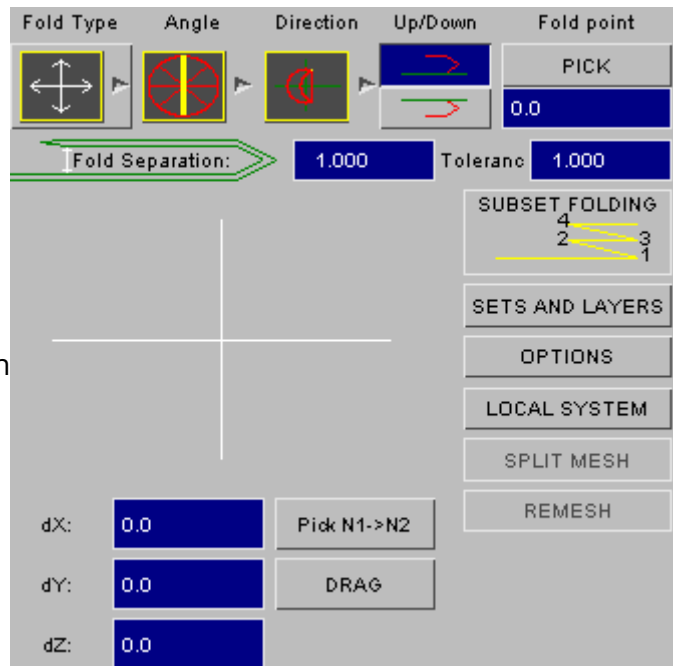 Fold Type Angle Direction Up/Down Fold point
PICK
0.0
Fold Separation: 1.000 Toleranc 1.000
SUBSET FOLDING
4
2 3
1
SETS AND LAYERS
n
OPTIONS
LOCAL SYSTEM
SPLIT MESH
REMESH
dX: 0.0 Pick N1->N2
dY: 0.0 DRAG
dZ: 0.0